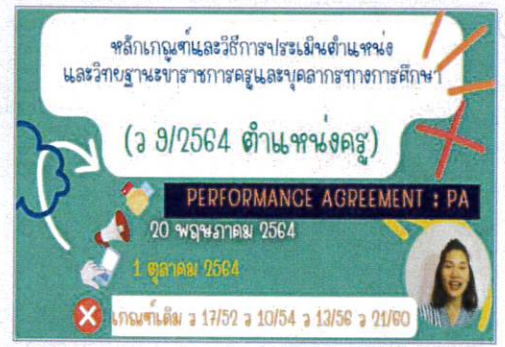 หลักเกณฑ์และวิธีการประเมินตำแหน่ง
และวิทยฐานะข้าราชการครูและบุคลากรทางการศึกษา
(ว 9/2564 ตำแหน่งครู)
PERFORMANCE AGREEMENT : PA
20 พฤษภาคม 2564
1 ตุลาคม 2564
เกณฑ์เดิม ว 17/52 ว 10/54 ว 13/56 ว 21/60